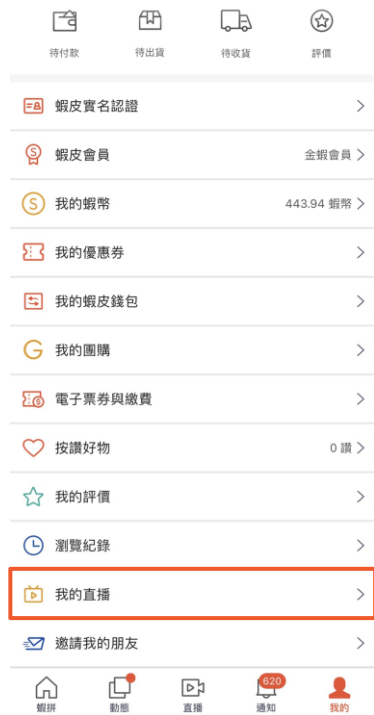 待付款
待出貨
待收貨
評價
蝦皮實名認證
蝦皮會員 金蝦會員
我的蝦幣 443.94 蝦幣
我的優惠券
我的蝦皮錢包
我的團購
電子票券與繳費
按讚好物 0 讚
我的評價
瀏覽紀錄
我的直播
邀請我的朋友
620
蝦拼
動態
直播
通知
我的